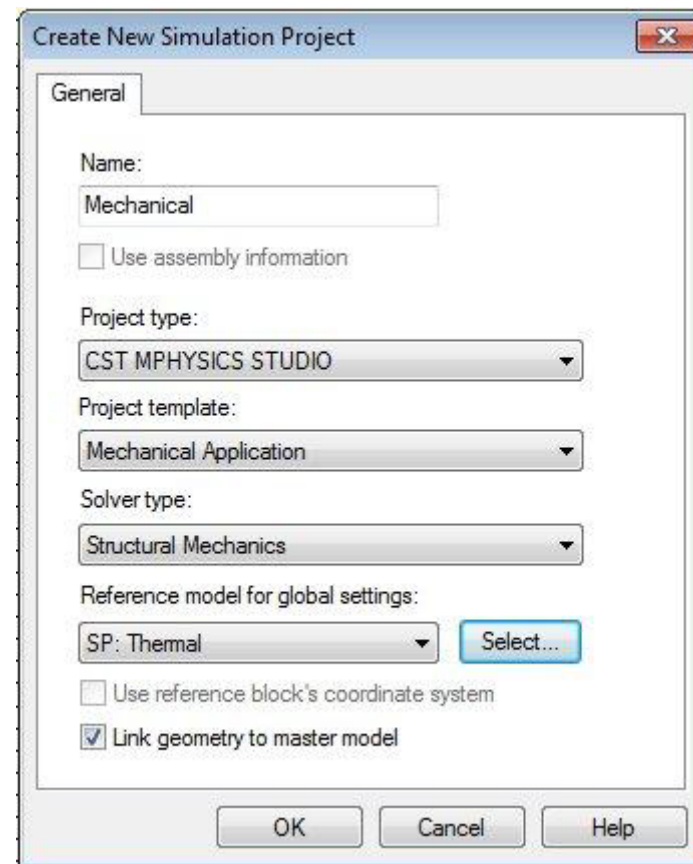 Create New Simulation Project
General
Name:
Mechanical
Use assembly information
Project type:
CST MPHYSICS STUDIO
Project template:
Mechanical Application
Solver type:
Structural Mechanics
Reference model for global settings:
SP: Thermal Select...
Use reference block's coordinate system
Link geometry to master model
OK Cancel Help